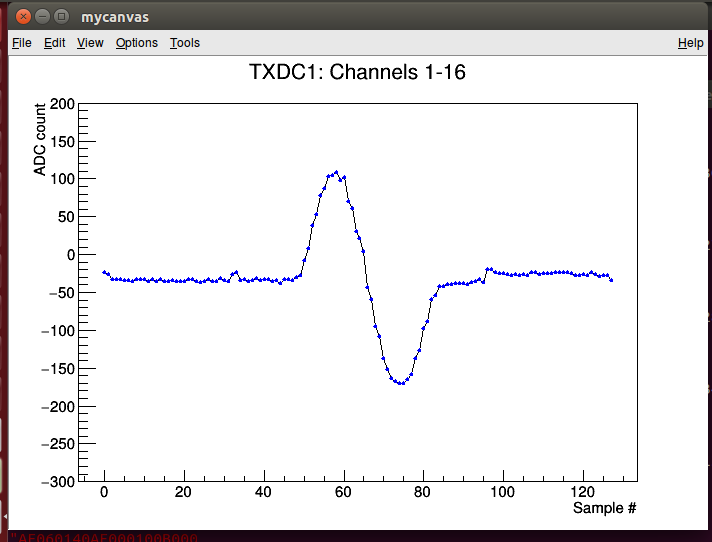 mycanvas
File Edit View Options Tools Help
TXDC1: Channels 1-16
ADC count
200
150
100
50
0
−50
−100
−150
−200
−250
−300
0 20 40 60 80 100 120
Sample #